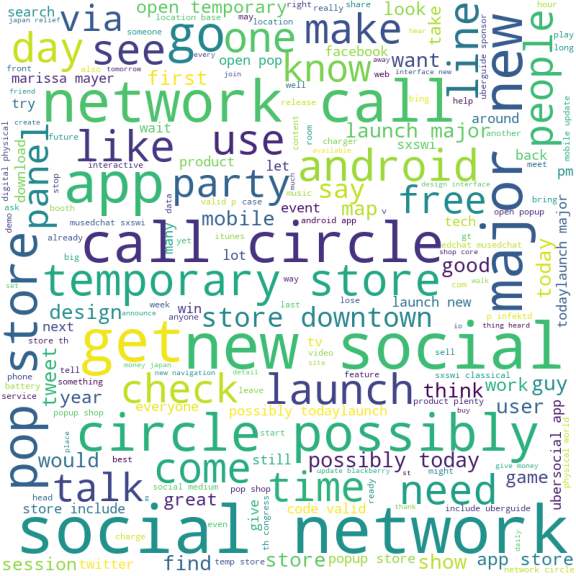 search
japan relief
via
open temporary
location base
may
location
right
share
hour
someone
go
one
hear
really
look
take
line
uberguide sponsor
play
long
day
see
make
people
mobile update
front
tomorrow
facebook
away
web
interface new
marissa mayer
also
every
open pop
know
want
join
well
bing
try
first
release
help
major new
network call
digital physical
panel
create
friend
wait
content
launch major
around
another
future
download
like
use
room
charger
sxswi
back
available
meet
interactive
product
let
android
design interface
pm
app
party
say
free
bring
stop
much
music
demo
ask
booth
data
valid p
case
event
map
tech
open popup
musedchat sxswi
mobile
android app
v
gt
edchat musedchat
already
call circle
itunes
shop core
todaylaunch major
today
many
yet
lot
good
big
way
temporary store
com
walk
sat
announce
week
anyone
last
lose
launch new
p infektd
design
win
store downtown
io
thing heard
next
store th
tv
pop store
phone
money japan
new navigation
detail
video
site
sell
get
new social
battery
service
tell
something
tweet
year
check
leave
feature
sxswi classical
product plenty
launch
think
work
guy
ubersocial app
popup shop
everyone
possibly todaylaunch
buy
user
physical world
place
circle possibly
start
would
best
come
still
update blackberry
possibly today
st
might
give money
game
head
g
social medium
pop shop
time
need
talk
great
give
ready
thank
store include
even
code valid
th congress
include uberguide
daily
social network
charge
session
twitter
find
temp store
store
popup store
show
app store
network circle